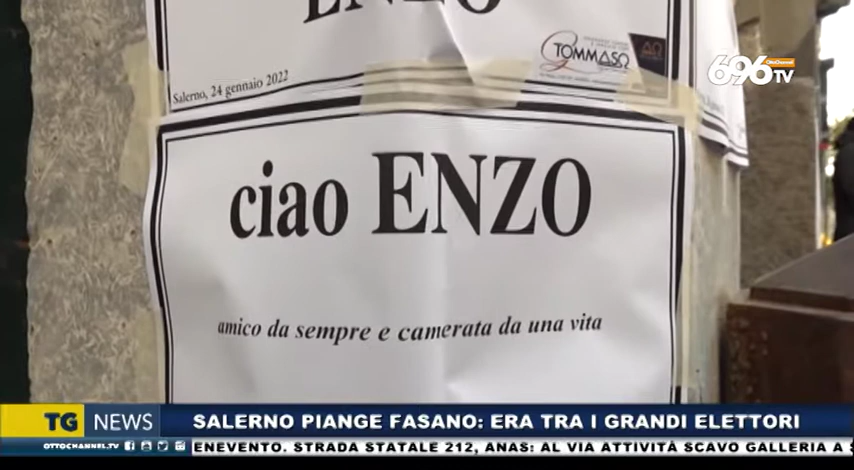 ENZO
Salerno, 24 gennaio 2022
TOMMASO
696 OttoChannel TV
ciao ENZO
amico da sempre e camerata da una vita
TG NEWS
SALERNO PIANGE FASANO: ERA TRA I GRANDI ELETTORI
OTTOCHANNEL.TV
ENEVENTO. STRADA STATALE 212, ANAS: AL VIA ATTIVITÀ SCAVO GALLERIA A S